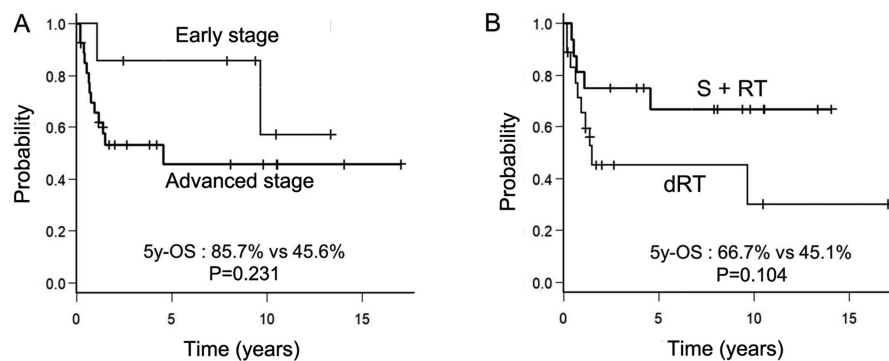 A
Probability
1.0
0.8
0.6
0.4
0.2
0.0
Early stage
Advanced stage
5y-OS : 85.7% vs 45.6%
P=0.231
0 5 10 15
Time (years)
B
Probability
1.0
0.8
0.6
0.4
0.2
0.0
S + RT
dRT
5y-OS : 66.7% vs 45.1%
P=0.104
0 5 10 15
Time (years)